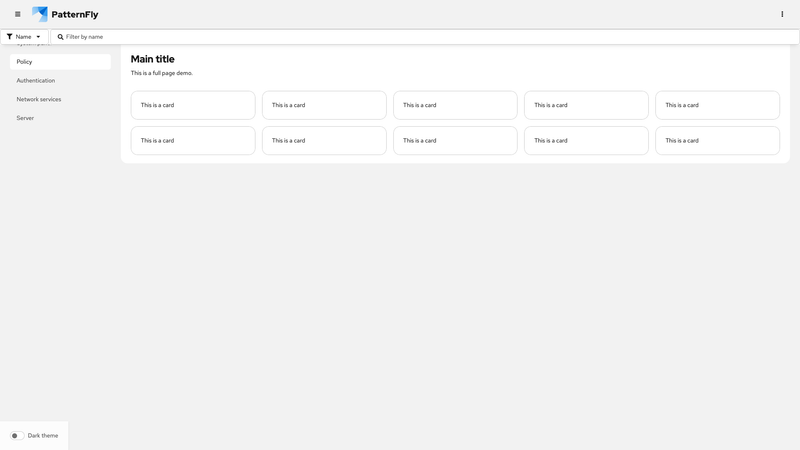 PatternFly
Name
Filter by name
Policy
Authentication
Network services
Server
Main title
This is a full page demo.
This is a card
This is a card
This is a card
This is a card
This is a card
This is a card
This is a card
This is a card
This is a card
This is a card
Dark theme